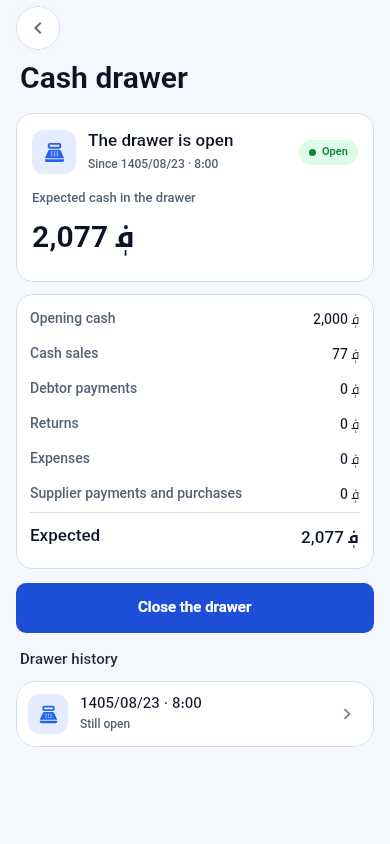 Cash drawer
The drawer is open
Since 1405/08/23 · 8:00
Open
Expected cash in the drawer
2,077 ؋
Opening cash 2,000 ؋
Cash sales 77 ؋
Debtor payments 0 ؋
Returns 0 ؋
Expenses 0 ؋
Supplier payments and purchases 0 ؋
Expected 2,077 ؋
Close the drawer
Drawer history
1405/08/23 · 8:00
Still open